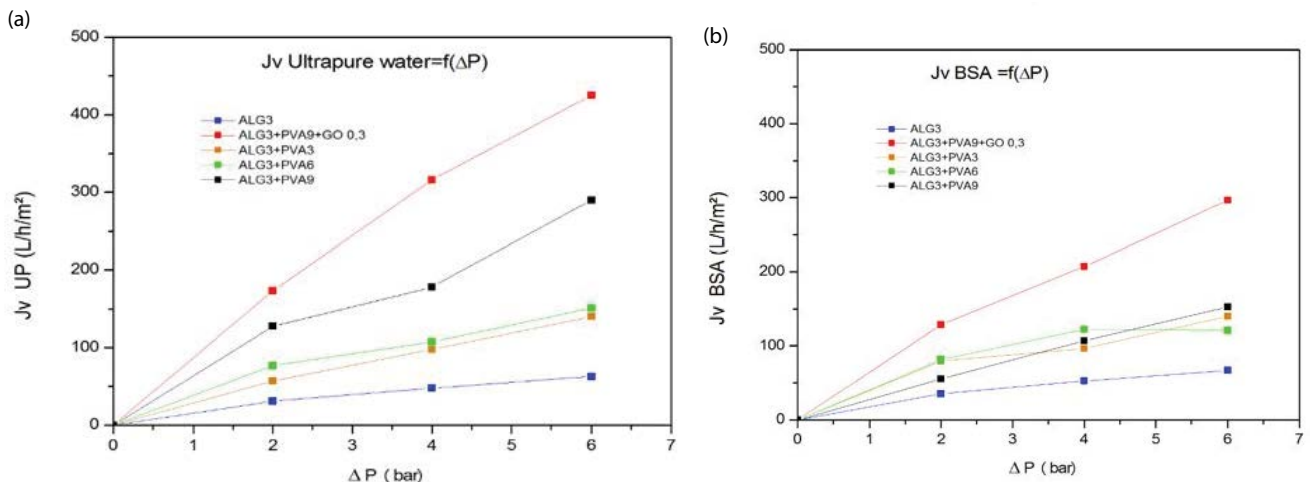 (a)
Jv Ultrapure water=f(ΔP)
ALG3
ALG3+PVA9+GO 0,3
ALG3+PVA3
ALG3+PVA6
ALG3+PVA9
Jv UP (L/h/m²)
500
400
300
200
100
0
0 1 2 3 4 5 6 7
Δ P ( bar)
(b)
Jv BSA =f(ΔP)
ALG3
ALG3+PVA9+GO 0,3
ALG3+PVA3
ALG3+PVA6
ALG3+PVA9
Jv BSA (L/h/m²)
500
400
300
200
100
0
0 1 2 3 4 5 6 7
Δ P ( bar)